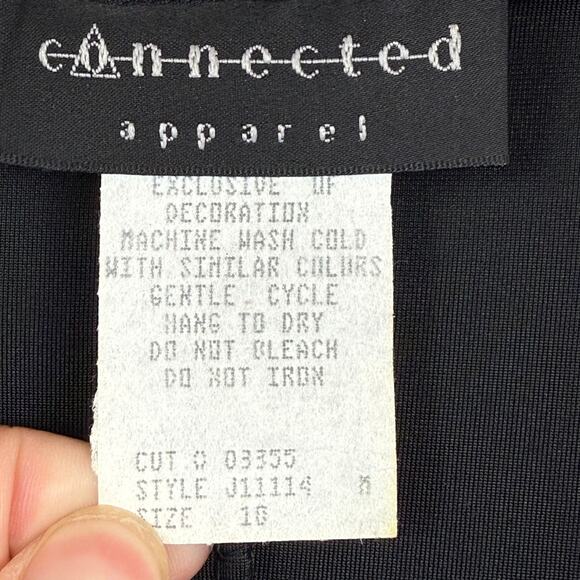 connected
apparel
EXCLUSIVE OF
DECORATION
MACHINE WASH COLD
WITH SIMILAR COLORS
GENTLE CYCLE
HANG TO DRY
DO NOT BLEACH
DO NOT IRON
CUT # 03355
STYLE J11114 M
SIZE 16